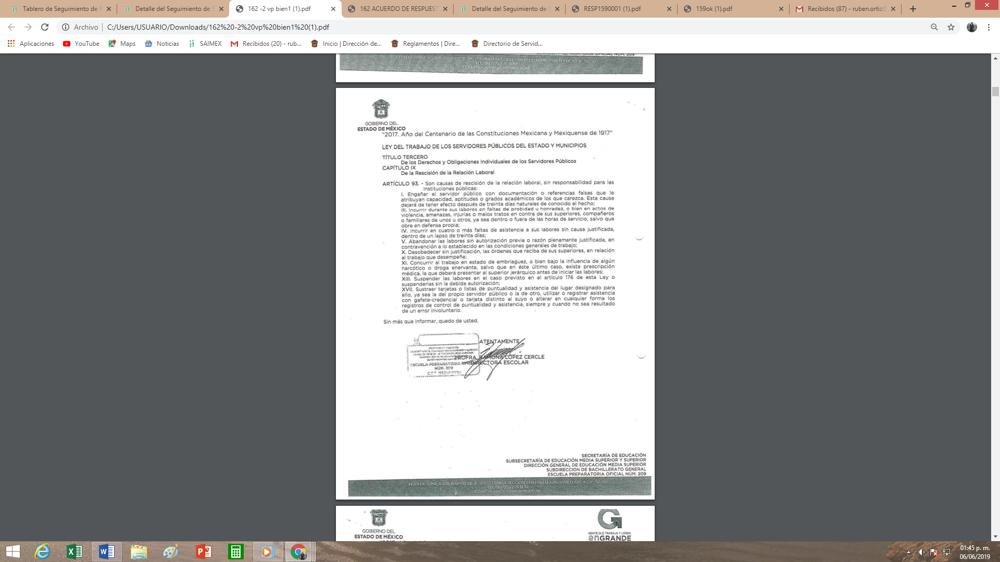 Tablero de Seguimiento de
Detalle del Seguimiento de
162 -2 vp bien1 (1).pdf
162 ACUERDO DE RESPUEST
Detalle del Seguimiento de
RESP1590001 (1).pdf
159ok (1).pdf
Recibidos (87) - ruben.ortiz
Archivo
C:/Users/USUARIO/Downloads/162%20-2%20vp%20bien1%20(1).pdf
Aplicaciones
YouTube
Maps
Noticias
SAIMEX
Recibidos (20) - rub...
Inicio | Dirección de...
Reglamentos | Dire...
Directorio de Servid...
ESCUELA PREPARATORIA OFICIAL NÚM. 209
PLAN DE IGUALA S/N, BARRIO DE JESUS SEGUNDA SECCION SAN PABLO AUTOPAN TOLUCA C.P. 50290
TEL 01 (722) 2 71 71 32
CORREO: epo209@edugem.gob.mx
GOBIERNO DEL
ESTADO DE MÉXICO
"2017. Año del Centenario de las Constituciones Mexicana y Mexiquense de 1917"
LEY DEL TRABAJO DE LOS SERVIDORES PÚBLICOS DEL ESTADO Y MUNICIPIOS
TÍTULO TERCERO
De los Derechos y Obligaciones Individuales de los Servidores Públicos
CAPÍTULO IX
De la Rescisión de la Relación Laboral
ARTÍCULO 93. - Son causas de rescisión de la relación laboral, sin responsabilidad para las
Instituciones públicas:
I. Engañar el servidor público con documentación o referencias falsas que le
atribuyan capacidad, aptitudes o grados académicos de los que carezca. Esta causa
dejará de tener efecto después de treinta días naturales de conocido el hecho;
III. Incurrir durante sus labores en faltas de probidad u honradez, o bien en actos de
violencia, amenazas, injurias o malos tratos en contra de sus superiores, compañeros
o familiares de unos u otros, ya sea dentro o fuera de las horas de servicio, salvo que
obre en defensa propia;
IV. Incurrir en cuatro o más faltas de asistencia a sus labores sin causa justificada,
dentro de un lapso de treinta días;
V. Abandonar las labores sin autorización previa o razón plenamente justificada, en
contravención a lo establecido en las condiciones generales de trabajo;
X. Desobedecer sin justificación, las órdenes que reciba de sus superiores, en relación
al trabajo que desempeñe;
XI. Concurrir al trabajo en estado de embriaguez, o bien bajo la influencia de algún
narcótico o droga enervante, salvo que en éste último caso, exista prescripción
médica, la que deberá presentar al superior jerárquico antes de iniciar las labores;
XIII. Suspender las labores en el caso previsto en el artículo 176 de esta Ley o
suspenderlas sin la debida autorización;
XVII. Sustraer tarjetas o listas de puntualidad y asistencia del lugar designado para
ello, ya sea la del propio servidor público o la de otro, utilizar o registrar asistencia
con gafete-credencial o tarjeta distinto al suyo o alterar en cualquier forma los
registros de control de puntualidad y asistencia, siempre y cuando no sea resultado
de un error involuntario.
Sin más que informar, quedo de usted.
ATENTAMENTE
PROFRA. RAMONA LÓPEZ CERCLE
DIRECTORA ESCOLAR
ESCUELA PREPARATORIA
NÚM. 209
SECRETARÍA DE EDUCACIÓN
SUBSECRETARÍA DE EDUCACIÓN MEDIA SUPERIOR Y SUPERIOR
DIRECCIÓN GENERAL DE EDUCACIÓN MEDIA SUPERIOR
SUBDIRECCION DE BACHILLERATO GENERAL
ESCUELA PREPARATORIA OFICIAL NÚM. 209
PLAN DE IGUALA S/N, BARRIO DE JESUS SEGUNDA SECCION SAN PABLO AUTOPAN TOLUCA C.P. 50290
TEL 01 (722) 2 71 71 32
CORREO: epo209@edugem.gob.mx
GOBIERNO DEL
ESTADO DE MÉXICO
GENTE QUE TRABAJA Y LOGRA
enGRANDE
01:45 p. m.
06/06/2019